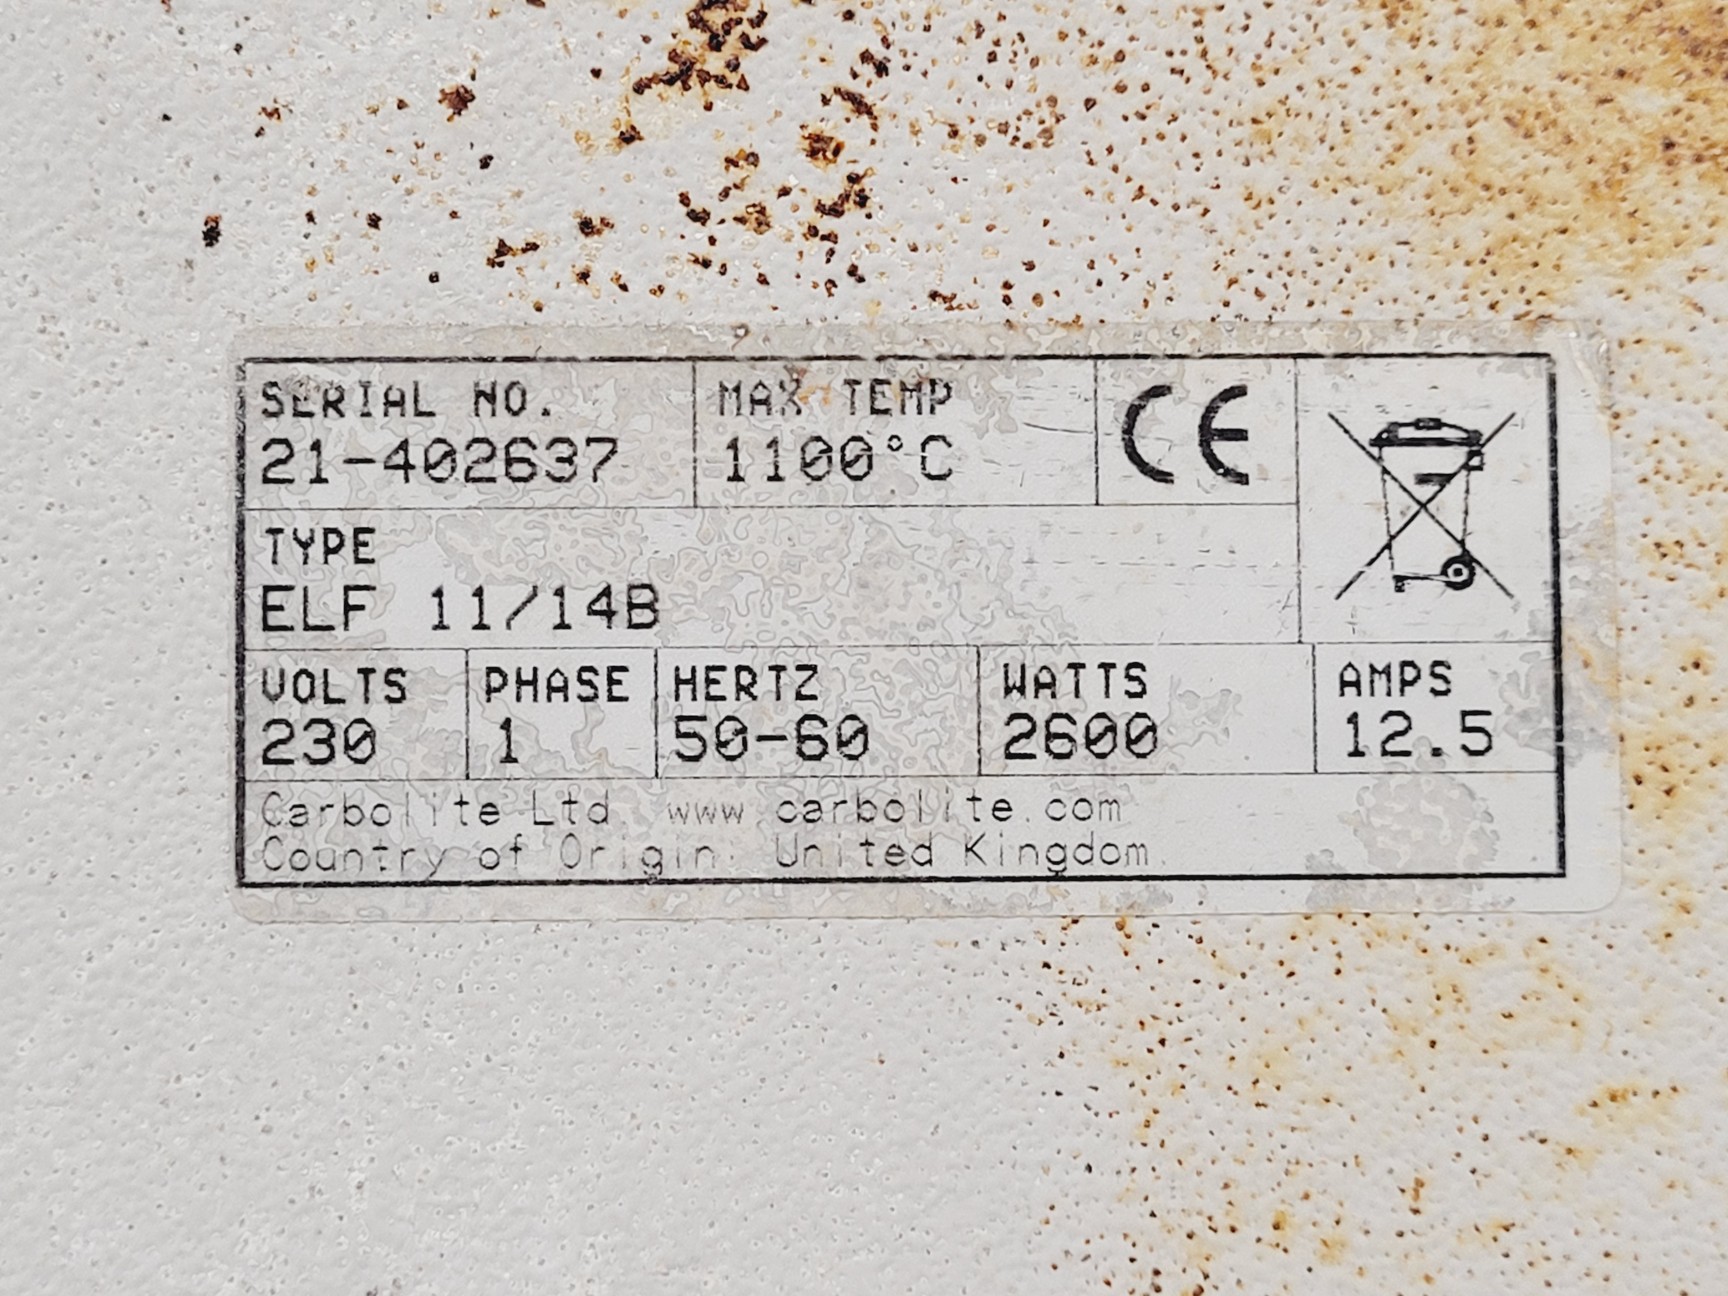 SERIAL NO.
21-402637
MAX TEMP
1100°C
CE
TYPE
ELF 11/14B
VOLTS
230
PHASE
1
HERTZ
50-60
WATTS
2600
AMPS
12.5
Carbolite Ltd. www.carbolite.com
Country of Origin: United Kingdom.